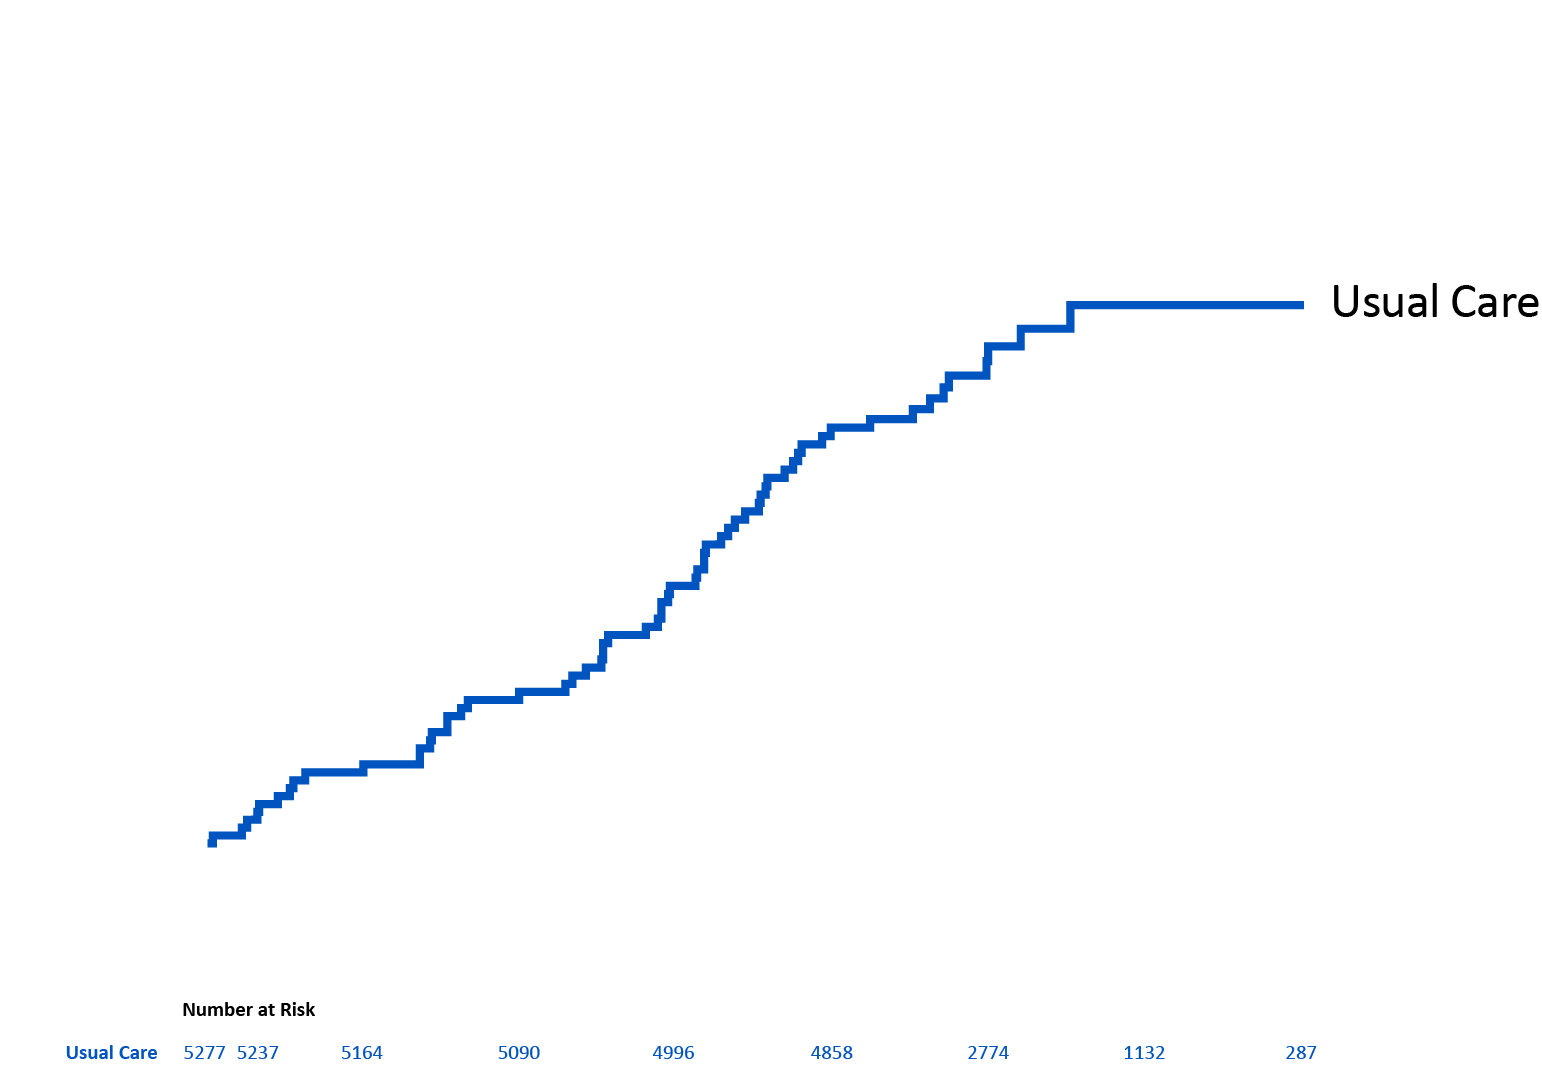 Usual Care
Number at Risk
Usual Care 5277 5237 5164 5090 4996 4858 2774 1132 287